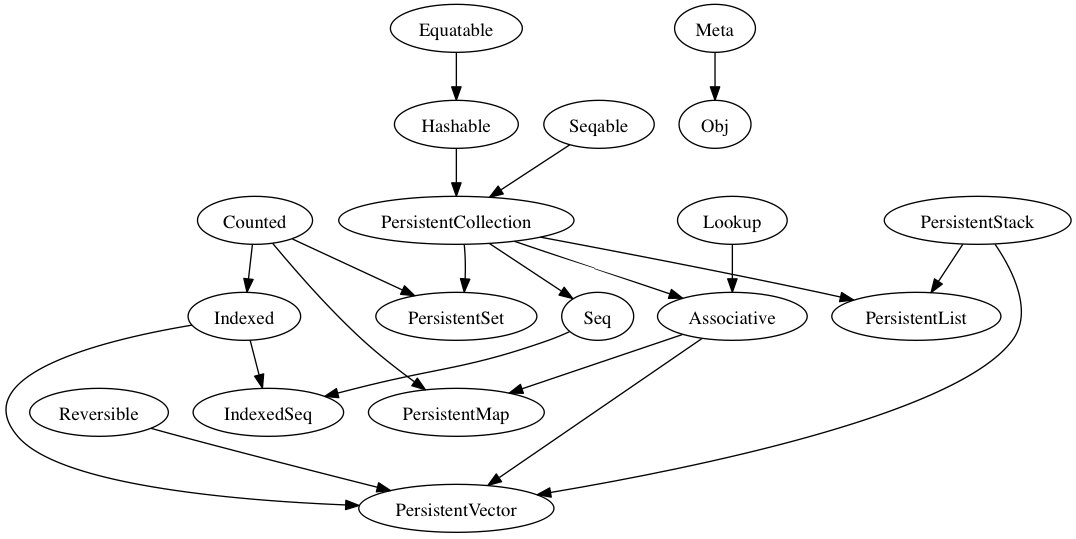 Equatable
Meta
Hashable
Seqable
Obj
Counted
PersistentCollection
Lookup
PersistentStack
Indexed
PersistentSet
Seq
Associative
PersistentList
Reversible
IndexedSeq
PersistentMap
PersistentVector